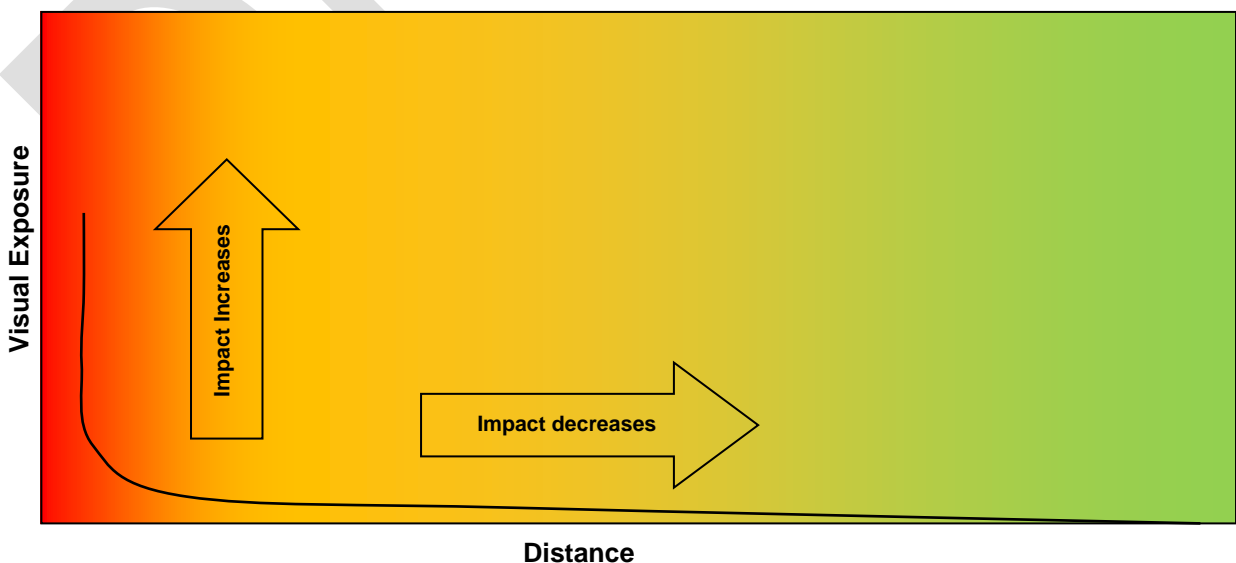 Visual Exposure
Impact Increases
Impact decreases
Distance